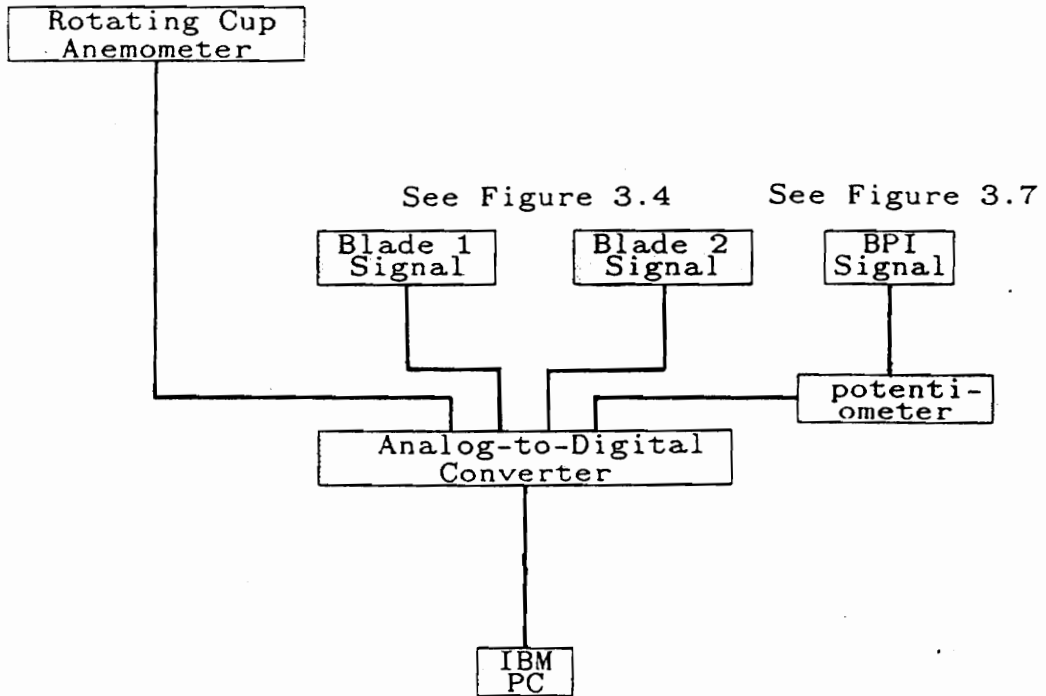 Rotating Cup
Anemometer
See Figure 3.4
See Figure 3.7
Blade 1
Signal
Blade 2
Signal
BPI
Signal
potenti-
ometer
Analog-to-Digital
Converter
IBM
PC